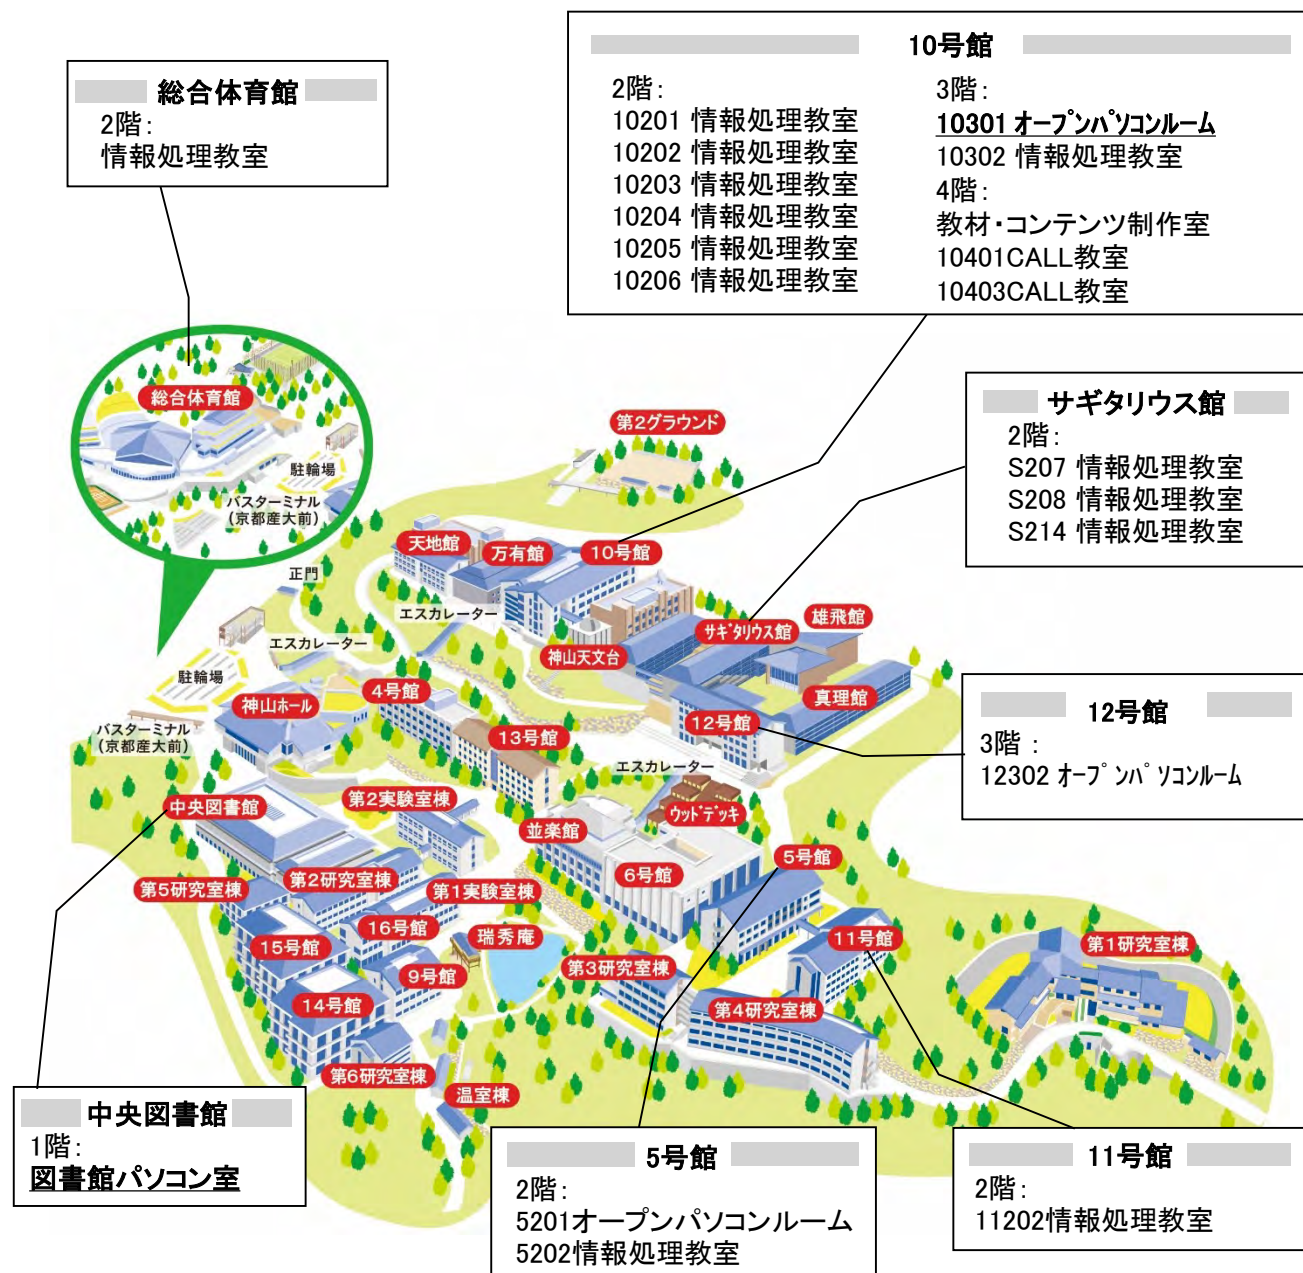 10号館
2階:
10201 情報処理教室
10202 情報処理教室
10203 情報処理教室
10204 情報処理教室
10205 情報処理教室
10206 情報処理教室
3階:
10301 オープンパソコンルーム
10302 情報処理教室
4階:
教材・コンテンツ制作室
10401CALL教室
10403CALL教室
総合体育館
2階:
情報処理教室
サギタリウス館
2階:
S207 情報処理教室
S208 情報処理教室
S214 情報処理教室
総合体育館
駐輪場
バスターミナル
(京都産大前)
第2グラウンド
天地館
万有館
10号館
正門
エスカレーター
エスカレーター
サギタリウス館
雄飛館
神山天文台
真理館
駐輪場
神山ホール
4号館
12号館
バスターミナル
(京都産大前)
13号館
エスカレーター
12号館
3階 :
12302 オープンパソコンルーム
中央図書館
第2実験室棟
並楽館
ウッドデッキ
6号館
5号館
第5研究室棟
第2研究室棟
第1実験室棟
15号館
16号館
瑞秀庵
11号館
第1研究室棟
9号館
第3研究室棟
14号館
第4研究室棟
第6研究室棟
温室棟
中央図書館
1階:
図書館パソコン室
5号館
2階:
5201オープンパソコンルーム
5202情報処理教室
11号館
2階:
11202情報処理教室